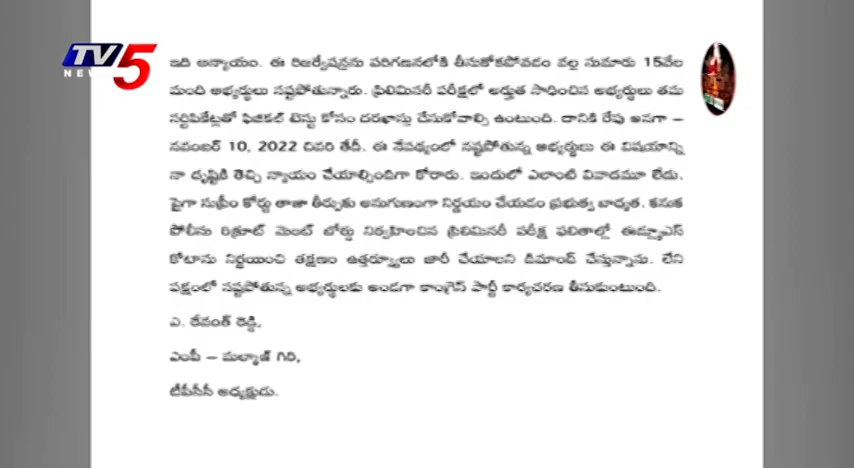 TV5
NEWS
ఇది అన్యాయం. ఈ రిజర్వేషన్లను పరిగణనలోకి తీసుకోకపోవడం వల్ల సుమారు 15వేల
మంది అభ్యర్థులు నష్టపోతున్నారు. ప్రిలిమినరీ పరీక్షలో అర్హత సాధించిన అభ్యర్థులు తమ
సర్టిఫికేట్లతో ఫిజికల్ టెస్టు కోసం దరఖాస్తు చేసుకోవాల్సి ఉంటుంది. దానికి రేపు అనగా –
నవంబర్ 10, 2022 చివరి తేదీ. ఈ నేపథ్యంలో నష్టపోతున్న అభ్యర్థులు ఈ విషయాన్ని
నా దృష్టికి తెచ్చి న్యాయం చేయాల్సిందిగా కోరారు. ఇందులో ఎలాంటి వివాదమూ లేదు.
పైగా సుప్రీం కోర్టు తాజా తీర్పుకు అనుగుణంగా నిర్ణయం చేయడం ప్రభుత్వ బాధ్యత. కనుక
పోలీసు రిక్రూట్ మెంట్ బోర్డు నిర్వహించిన ప్రిలిమినరీ పరీక్ష ఫలితాల్లో ఈడబ్ల్యూఎస్
కోటాను నిర్ణయించి తక్షణం ఉత్తర్వ్యులు జారీ చేయాలని డిమాండ్ చేస్తున్నాను. లేని
పక్షంలో నష్టపోతున్న అభ్యర్థులకు అండగా కాంగ్రెస్ పార్టీ కార్యచరణ తీసుకుంటుంది.
ఎ. రేవంత్ రెడ్డి,
ఎంపీ – మల్కాజ్ గిరి,
టీపీసీసీ అధ్యక్షుడు.